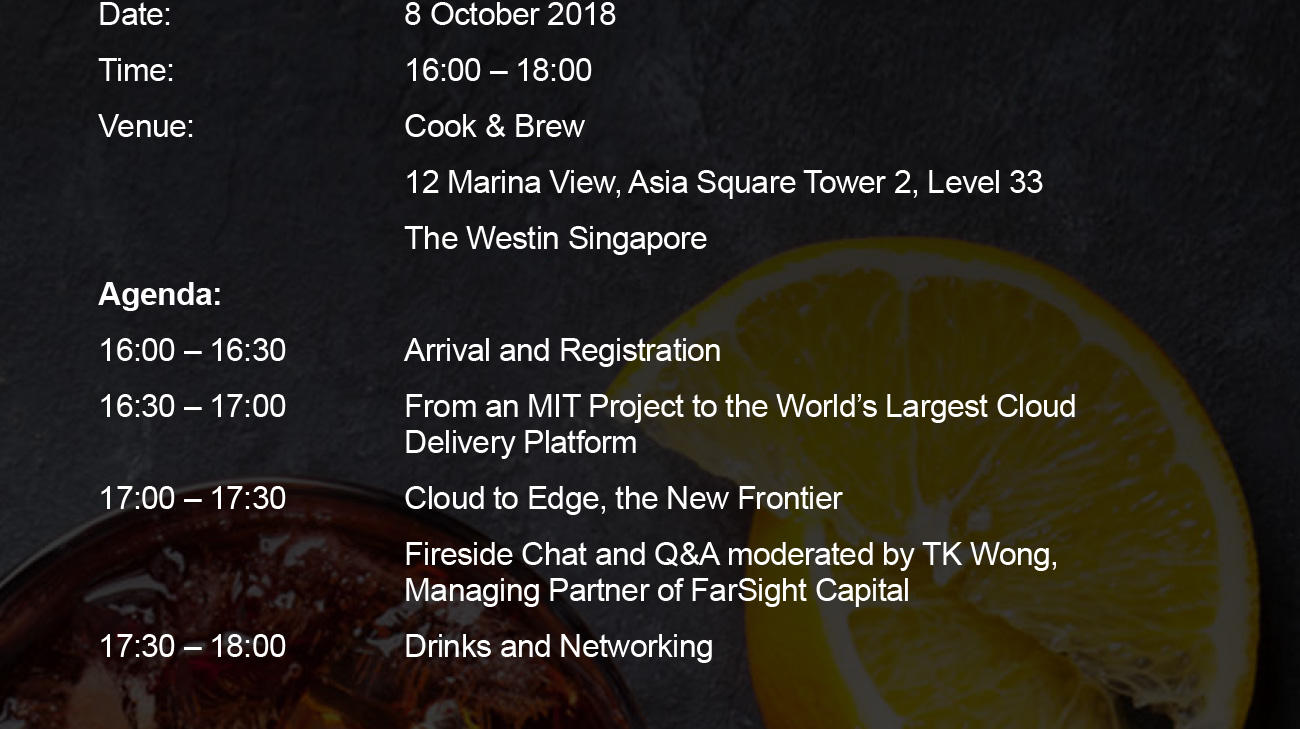 Date: 8 October 2018
Time: 16:00 – 18:00
Venue: Cook & Brew
12 Marina View, Asia Square Tower 2, Level 33
The Westin Singapore
Agenda:
16:00 – 16:30 Arrival and Registration
16:30 – 17:00 From an MIT Project to the World’s Largest Cloud
Delivery Platform
17:00 – 17:30 Cloud to Edge, the New Frontier
Fireside Chat and Q&A moderated by TK Wong,
Managing Partner of FarSight Capital
17:30 – 18:00 Drinks and Networking